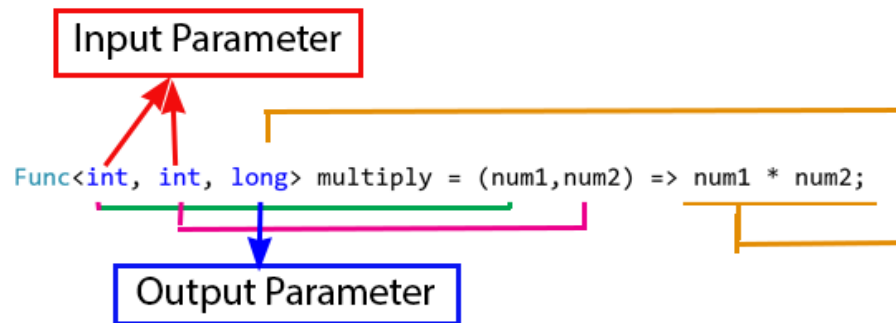 Input Parameter
Func<int, int, long> multiply = (num1,num2) => num1 * num2;
Output Parameter